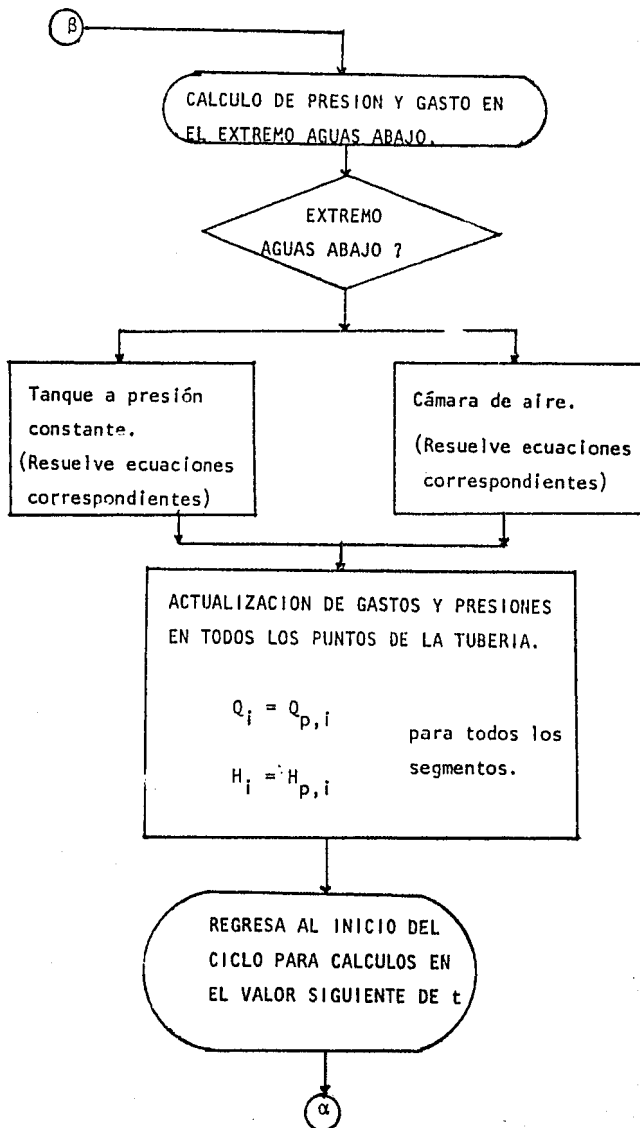 β
CALCULO DE PRESION Y GASTO EN
EL EXTREMO AGUAS ABAJO.
EXTREMO
AGUAS ABAJO ?
Tanque a presión
constante.
(Resuelve ecuaciones
correspondientes)
Cámara de aire.
(Resuelve ecuaciones
correspondientes)
ACTUALIZACION DE GASTOS Y PRESIONES
EN TODOS LOS PUNTOS DE LA TUBERIA.
Q_i = Q_p,i
H_i = H_p,i
para todos los
segmentos.
REGRESA AL INICIO DEL
CICLO PARA CALCULOS EN
EL VALOR SIGUIENTE DE t
α